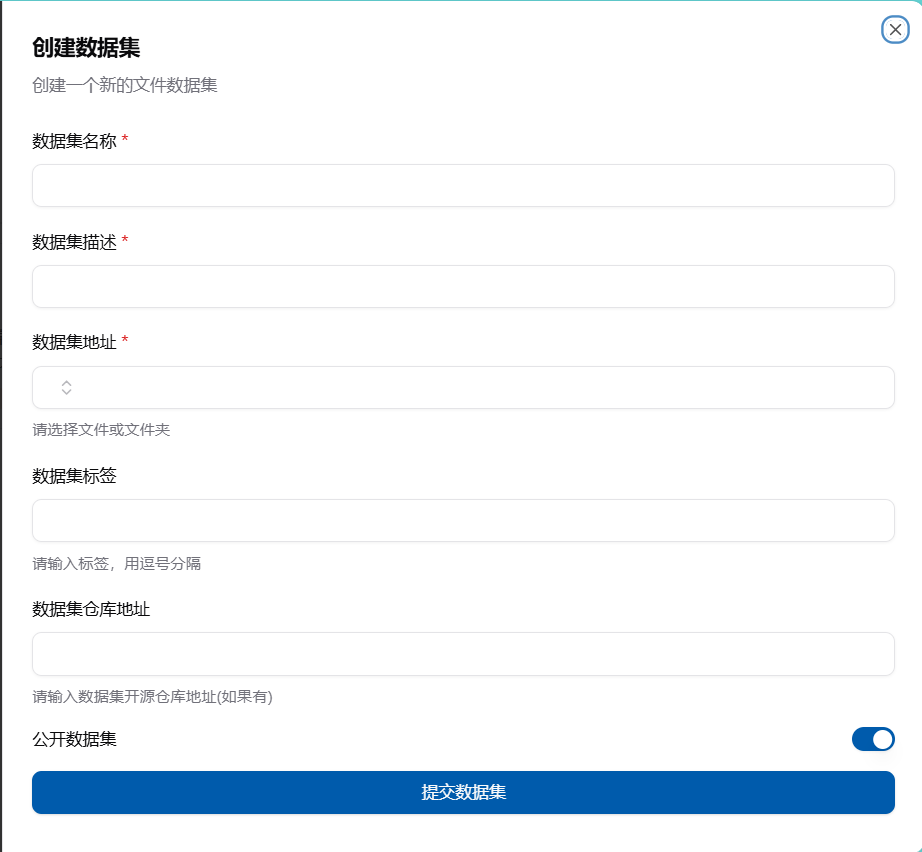 创建数据集
创建一个新的文件数据集
数据集名称 *
数据集描述 *
数据集地址 *
请选择文件或文件夹
数据集标签
请输入标签，用逗号分隔
数据集仓库地址
请输入数据集开源仓库地址(如果有)
公开数据集
提交数据集